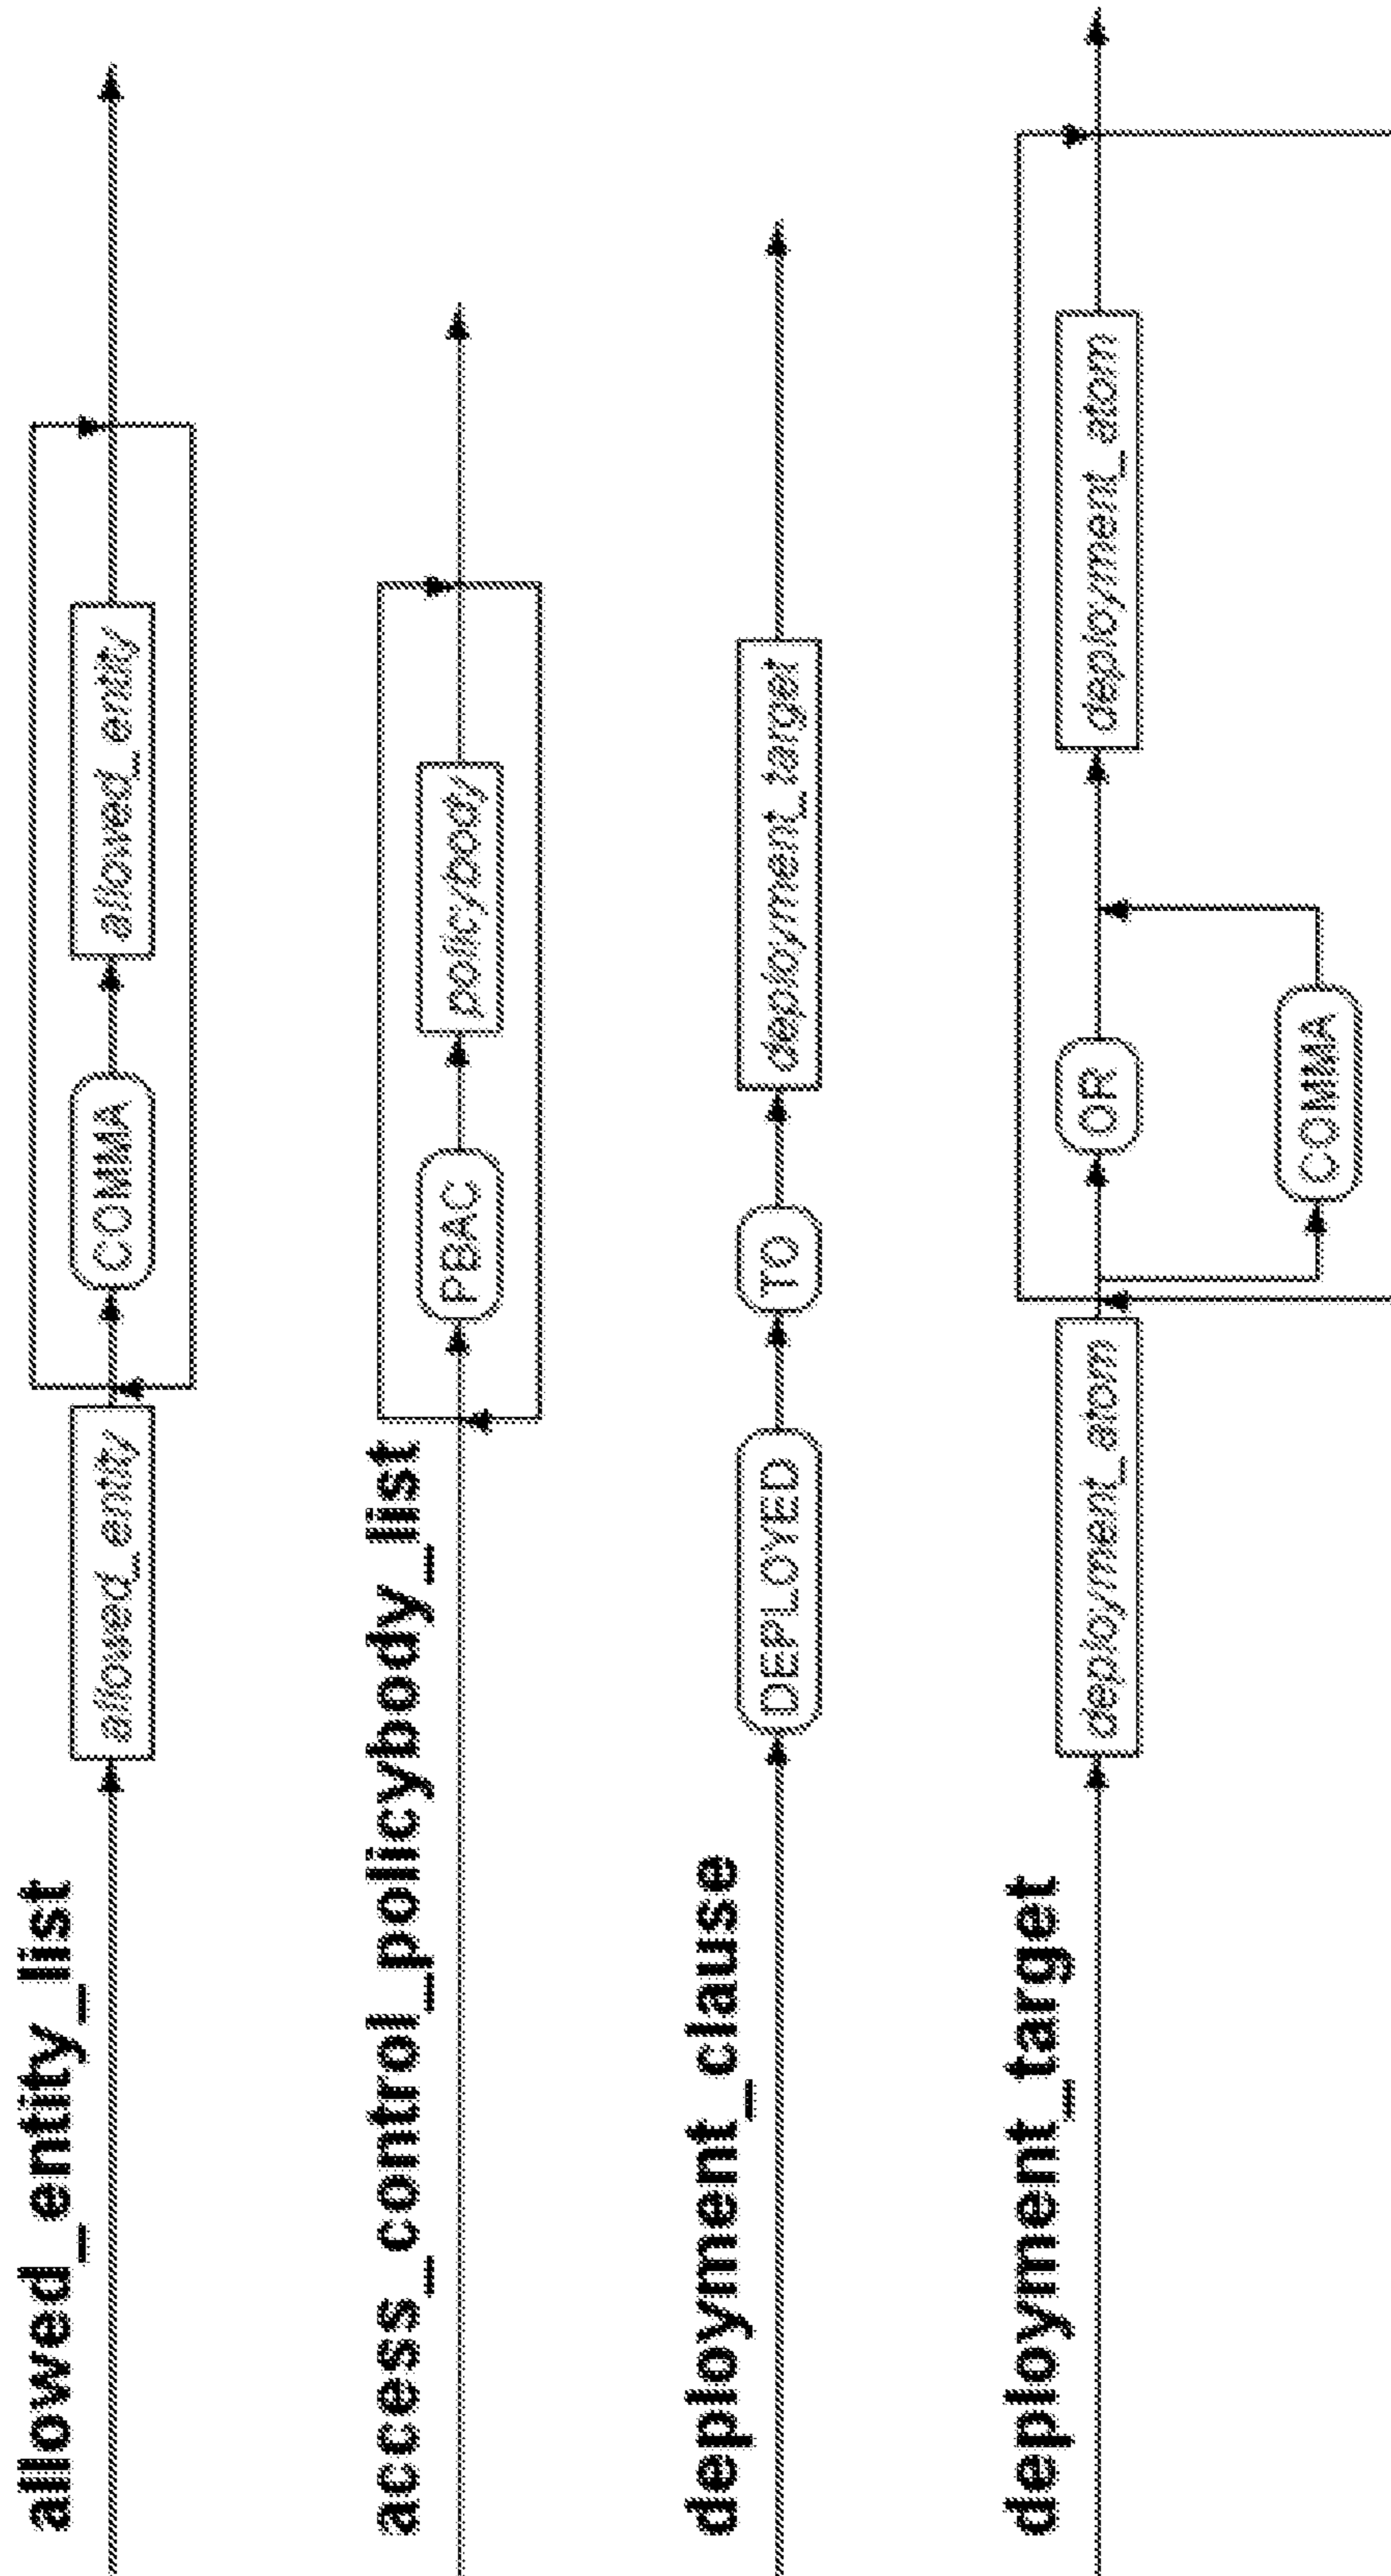 allowed_entity_list
allowed_entity COMMA allowed_entity
access_control_policybody_list
PBAC policybody
deployment_clause
DEPLOYED TO deployment_target
deployment_target
deployment_atom OR deployment_atom
COMMA